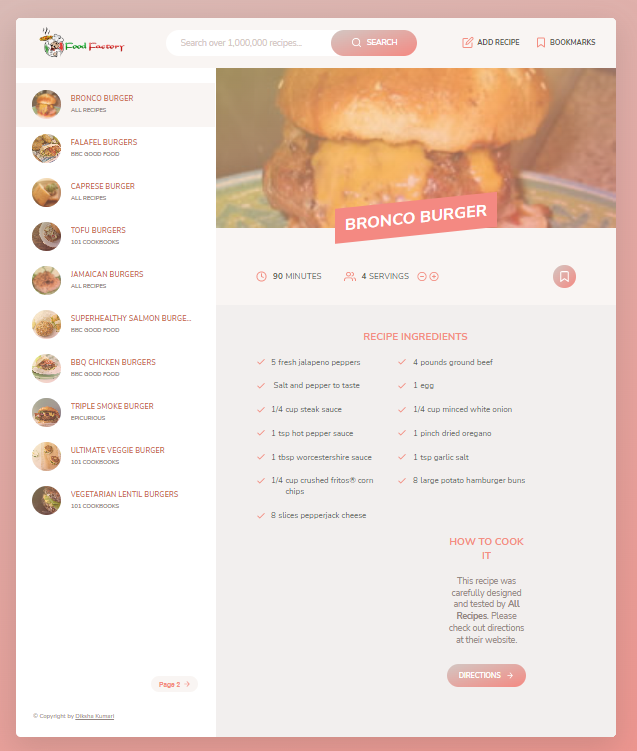 Food Factory
Search over 1,000,000 recipes...
SEARCH
ADD RECIPE
BOOKMARKS
BRONCO BURGER
ALL RECIPES
FALAFEL BURGERS
BBC GOOD FOOD
CAPRESE BURGER
ALL RECIPES
TOFU BURGERS
101 COOKBOOKS
JAMAICAN BURGERS
ALL RECIPES
SUPERHEALTHY SALMON BURGE...
BBC GOOD FOOD
BBQ CHICKEN BURGERS
BBC GOOD FOOD
TRIPLE SMOKE BURGER
EPICURIOUS
ULTIMATE VEGGIE BURGER
101 COOKBOOKS
VEGETARIAN LENTIL BURGERS
101 COOKBOOKS
Page 2
© Copyright by Diksha Kumari
BRONCO BURGER
90 MINUTES
4 SERVINGS
RECIPE INGREDIENTS
5 fresh jalapeno peppers
4 pounds ground beef
Salt and pepper to taste
1 egg
1/4 cup steak sauce
1/4 cup minced white onion
1 tsp hot pepper sauce
1 pinch dried oregano
1 tbsp worcestershire sauce
1 tsp garlic salt
1/4 cup crushed fritos® corn
chips
8 large potato hamburger buns
8 slices pepperjack cheese
HOW TO COOK
IT
This recipe was
carefully designed
and tested by All
Recipes. Please
check out directions
at their website.
DIRECTIONS